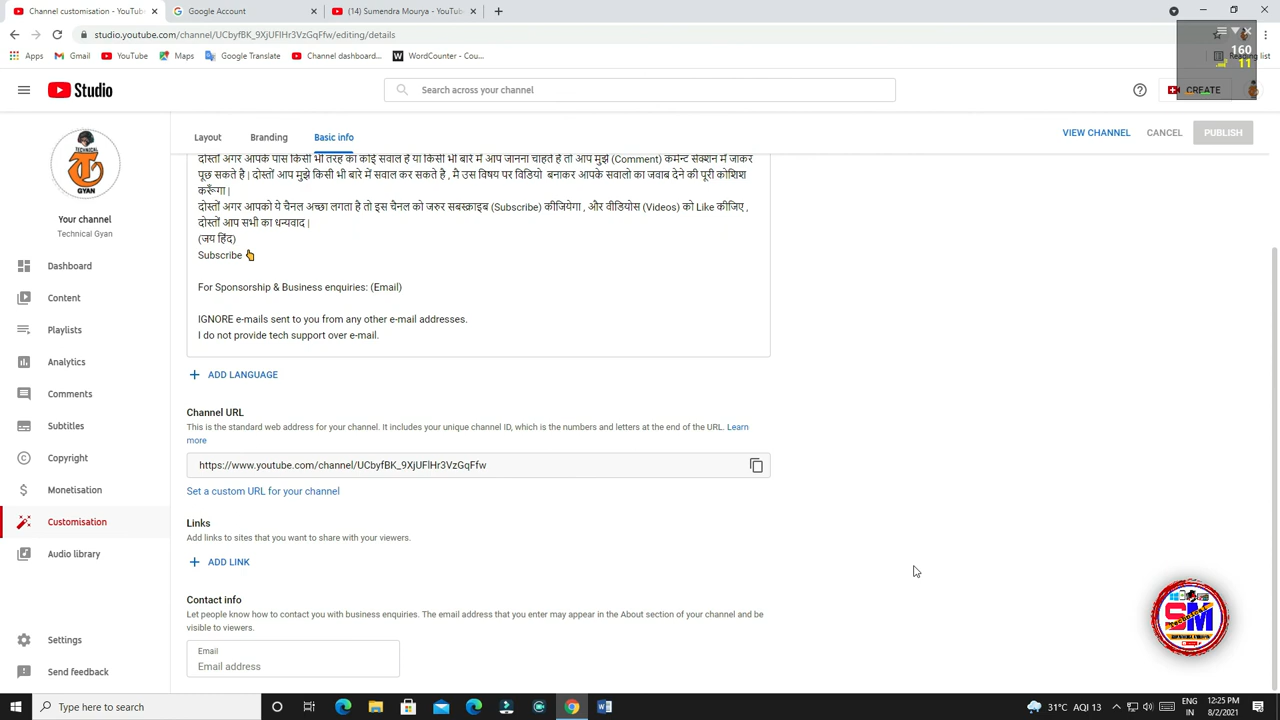 Channel customisation - YouTube
Google Account
(14) Sumendra Mourya - YouTube
studio.youtube.com/channel/UCbyfBK_9XjUFlHr3VzGqFfw/editing/details
Apps
Gmail
YouTube
Maps
Google Translate
Channel dashboard...
WordCounter - Cou...
Reading list
160
11
Studio
Search across your channel
CREATE
Layout
Branding
Basic info
VIEW CHANNEL
CANCEL
PUBLISH
TECHNICAL
GYAN
Your channel
Technical Gyan
Dashboard
Content
Playlists
Analytics
Comments
Subtitles
Copyright
Monetisation
Customisation
Audio library
Settings
Send feedback
दोस्तों अगर आपके पास किसी भी तरह का कोई सवाल है या किसी भी बारे में आप जानना चाहते है तो आप मुझे (Comment) कमेन्ट सेक्शन में जाकर
पूछ सकते है | दोस्तों आप मुझे किसी भी बारे में सवाल कर सकते है , मै उस विषय पर विडियो बनाकर आपके सवालो का जवाब देने की पूरी कोशिश
करूँगा |
दोस्तों अगर आपको ये चैनल अच्छा लगता है तो इस चैनल को जरुर सबस्क्राइब (Subscribe) कीजियेगा , और वीडियोस (Videos) को Like कीजिए ,
दोस्तों आप सभी का धन्यवाद |
(जय हिंद)
Subscribe 👆
For Sponsorship & Business enquiries: (Email)
IGNORE e-mails sent to you from any other e-mail addresses.
I do not provide tech support over e-mail.
ADD LANGUAGE
Channel URL
This is the standard web address for your channel. It includes your unique channel ID, which is the numbers and letters at the end of the URL. Learn
more
https://www.youtube.com/channel/UCbyfBK_9XjUFlHr3VzGqFfw
Set a custom URL for your channel
Links
Add links to sites that you want to share with your viewers.
ADD LINK
Contact info
Let people know how to contact you with business enquiries. The email address that you enter may appear in the About section of your channel and be
visible to viewers.
Email
Email address
SM
Type here to search
31°C AQI 13
ENG
IN
12:25 PM
8/2/2021